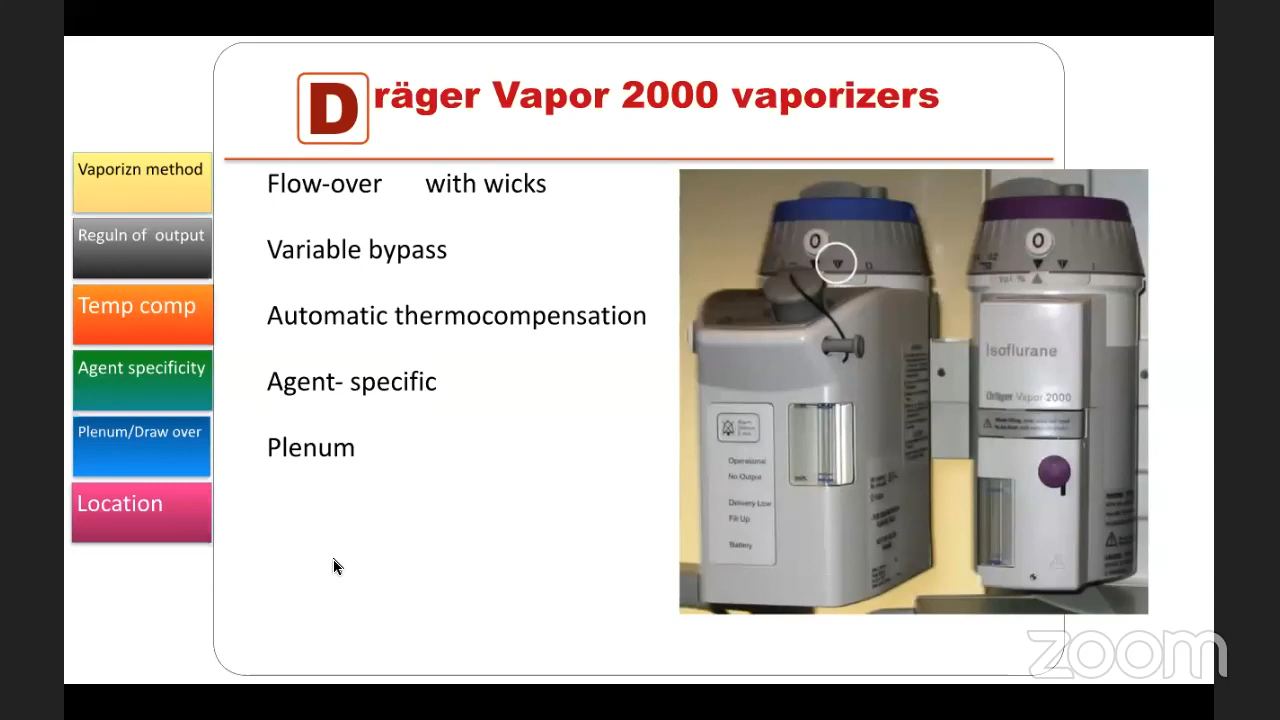 Dräger Vapor 2000 vaporizers
Vaporizn method
Flow-over with wicks
Reguln of output
Variable bypass
Temp comp
Automatic thermocompensation
Agent specificity
Agent- specific
Plenum/Draw over
Plenum
Location
0
Operational
No Output
Delivery Low
Fill Up
Battery
min.
0
Vol.%
Isoflurane
Dräger Vapor 2000
zoom